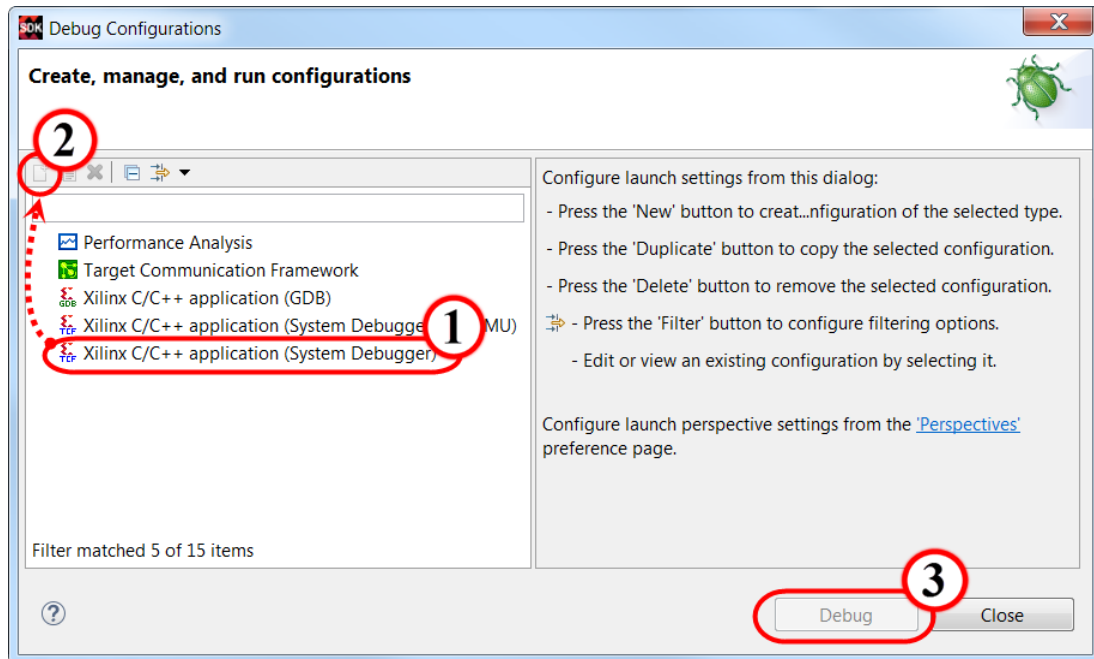 SDK Debug Configurations
X
Create, manage, and run configurations
2
Configure launch settings from this dialog:
- Press the 'New' button to creat...nfiguration of the selected type.
- Press the 'Duplicate' button to copy the selected configuration.
- Press the 'Delete' button to remove the selected configuration.
- Press the 'Filter' button to configure filtering options.
- Edit or view an existing configuration by selecting it.
Configure launch perspective settings from the 'Perspectives'
preference page.
Performance Analysis
Target Communication Framework
GDB Xilinx C/C++ application (GDB)
TCF Xilinx C/C++ application (System Debugge 1 MU)
TCF Xilinx C/C++ application (System Debugger)
Filter matched 5 of 15 items
3
? Debug Close